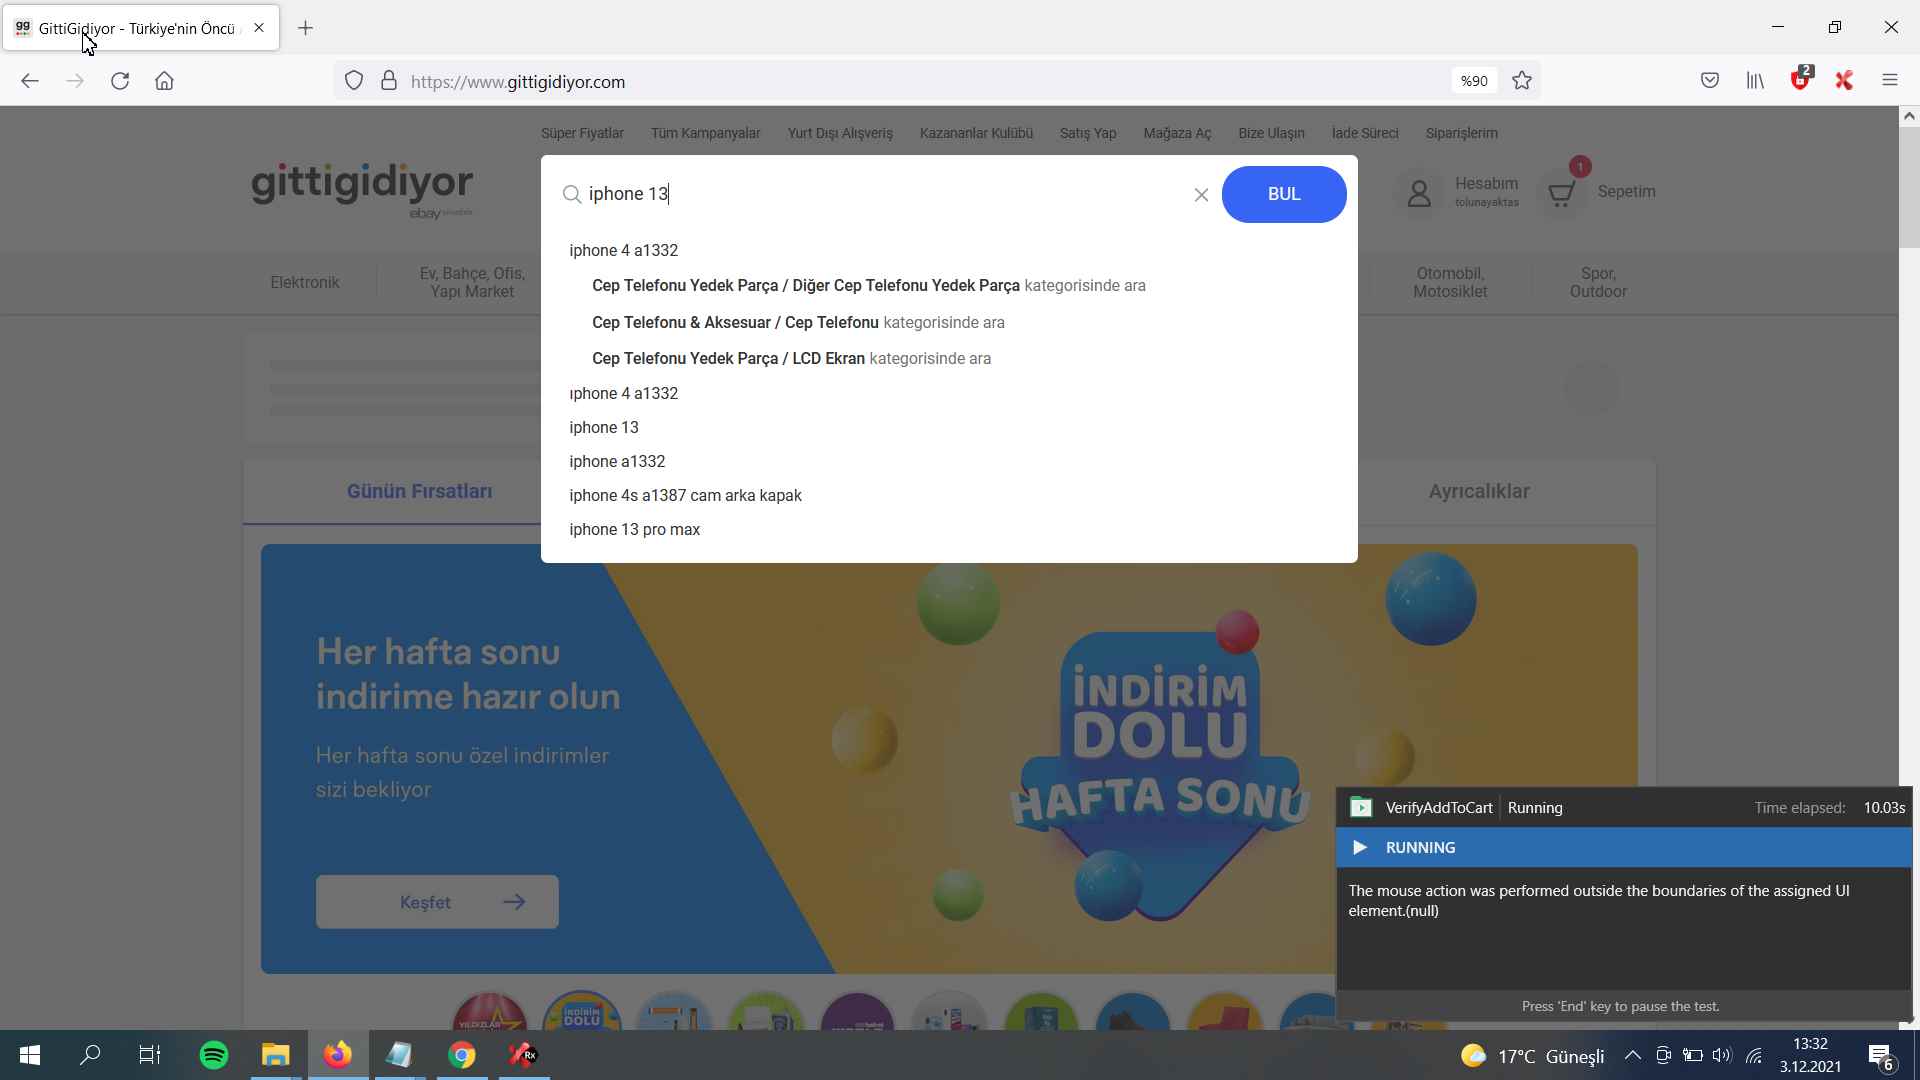 GittiGidiyor - Türkiye'nin Öncü
https://www.gittigidiyor.com
%90
2
Süper Fiyatlar
Tüm Kampanyalar
Yurt Dışı Alışveriş
Kazananlar Kulübü
Satış Yap
Mağaza Aç
Bize Ulaşın
İade Süreci
Siparişlerim
gittigidiyor
ebay
iphone 13
BUL
Hesabım
tolunayaktas
1
Sepetim
iphone 4 a1332
Cep Telefonu Yedek Parça / Diğer Cep Telefonu Yedek Parça kategorisinde ara
Cep Telefonu & Aksesuar / Cep Telefonu kategorisinde ara
Cep Telefonu Yedek Parça / LCD Ekran kategorisinde ara
ıphone 4 a1332
iphone 13
iphone a1332
iphone 4s a1387 cam arka kapak
iphone 13 pro max
Elektronik
Ev, Bahçe, Ofis,
Yapı Market
Otomobil,
Motosiklet
Spor,
Outdoor
Günün Fırsatları
Ayrıcalıklar
Her hafta sonu
indirime hazır olun
Her hafta sonu özel indirimler
sizi bekliyor
Keşfet
İNDİRİM
DOLU
HAFTA SONU
VerifyAddToCart
Running
Time elapsed: 10.03s
RUNNING
The mouse action was performed outside the boundaries of the assigned UI
element.(null)
Press 'End' key to pause the test.
YILDIZLAR
İNDİRİM
DOLU
Rx
17°C Güneşli
13:32
3.12.2021
6